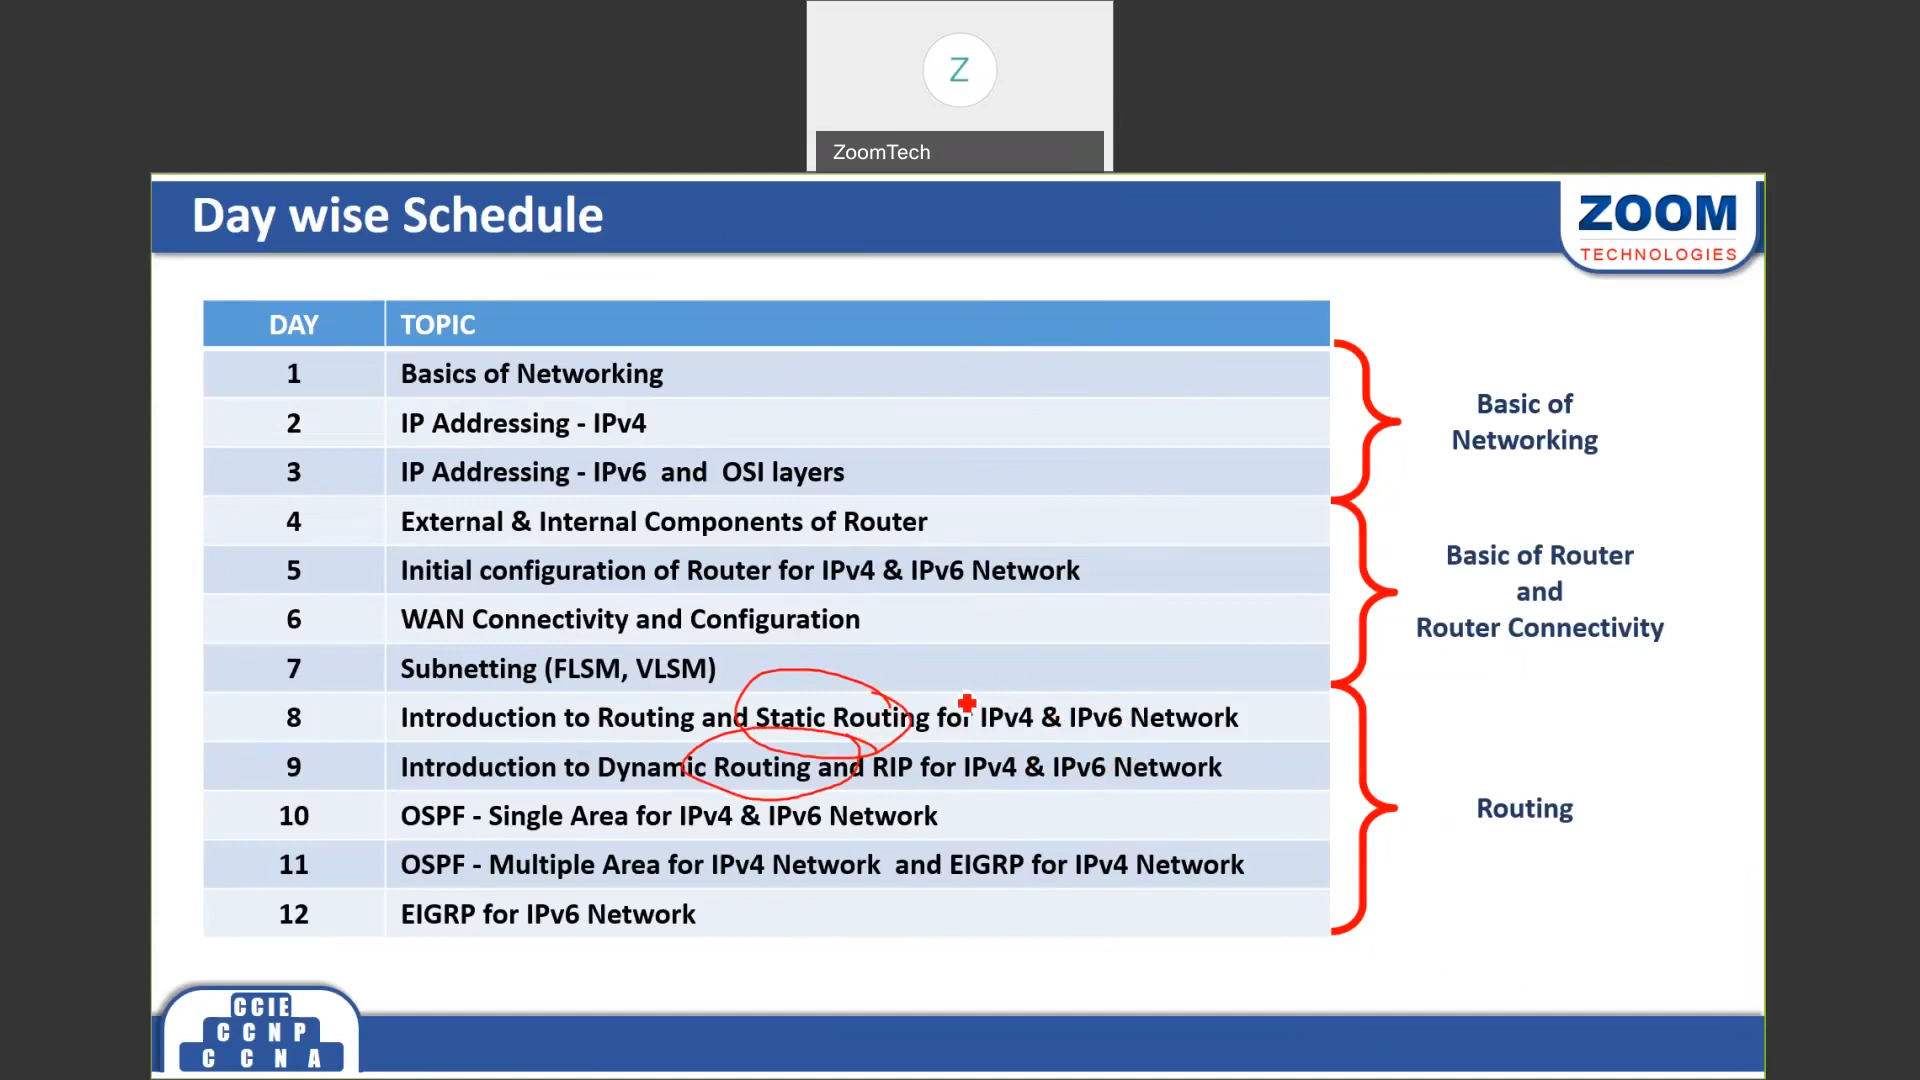 Z
ZoomTech
Day wise Schedule
ZOOM
TECHNOLOGIES
DAY TOPIC
1 Basics of Networking
2 IP Addressing - IPv4
3 IP Addressing - IPv6 and OSI layers
4 External & Internal Components of Router
5 Initial configuration of Router for IPv4 & IPv6 Network
6 WAN Connectivity and Configuration
7 Subnetting (FLSM, VLSM)
8 Introduction to Routing and Static Routing for IPv4 & IPv6 Network
9 Introduction to Dynamic Routing and RIP for IPv4 & IPv6 Network
10 OSPF - Single Area for IPv4 & IPv6 Network
11 OSPF - Multiple Area for IPv4 Network and EIGRP for IPv4 Network
12 EIGRP for IPv6 Network
Basic of
Networking
Basic of Router
and
Router Connectivity
Routing
CCIE
CCNP
CCNA